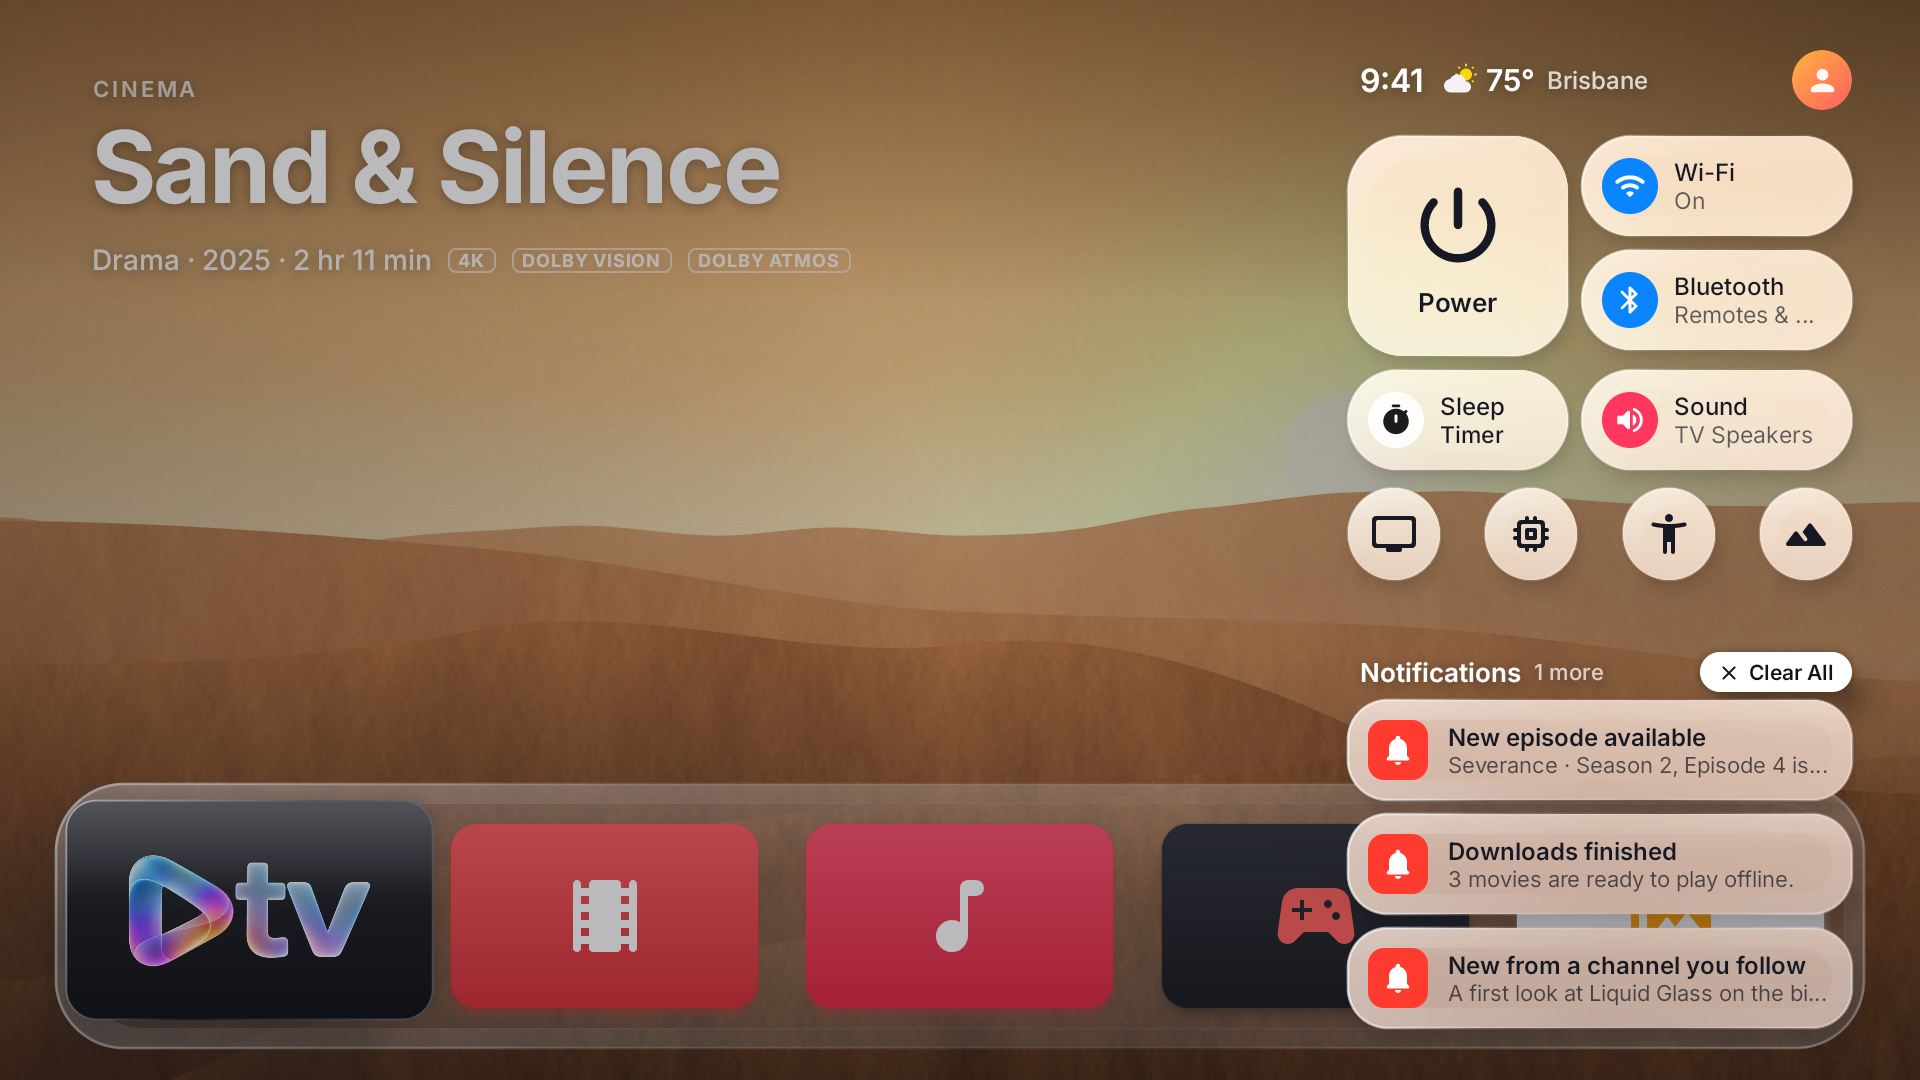 CINEMA
Sand & Silence
Drama · 2025 · 2 hr 11 min 4K DOLBY VISION DOLBY ATMOS
9:41 75° Brisbane
Power
Wi-Fi
On
Bluetooth
Remotes & ...
Sleep
Timer
Sound
TV Speakers
Notifications 1 more
Clear All
New episode available
Severance · Season 2, Episode 4 is...
Downloads finished
3 movies are ready to play offline.
New from a channel you follow
A first look at Liquid Glass on the bi...
tv